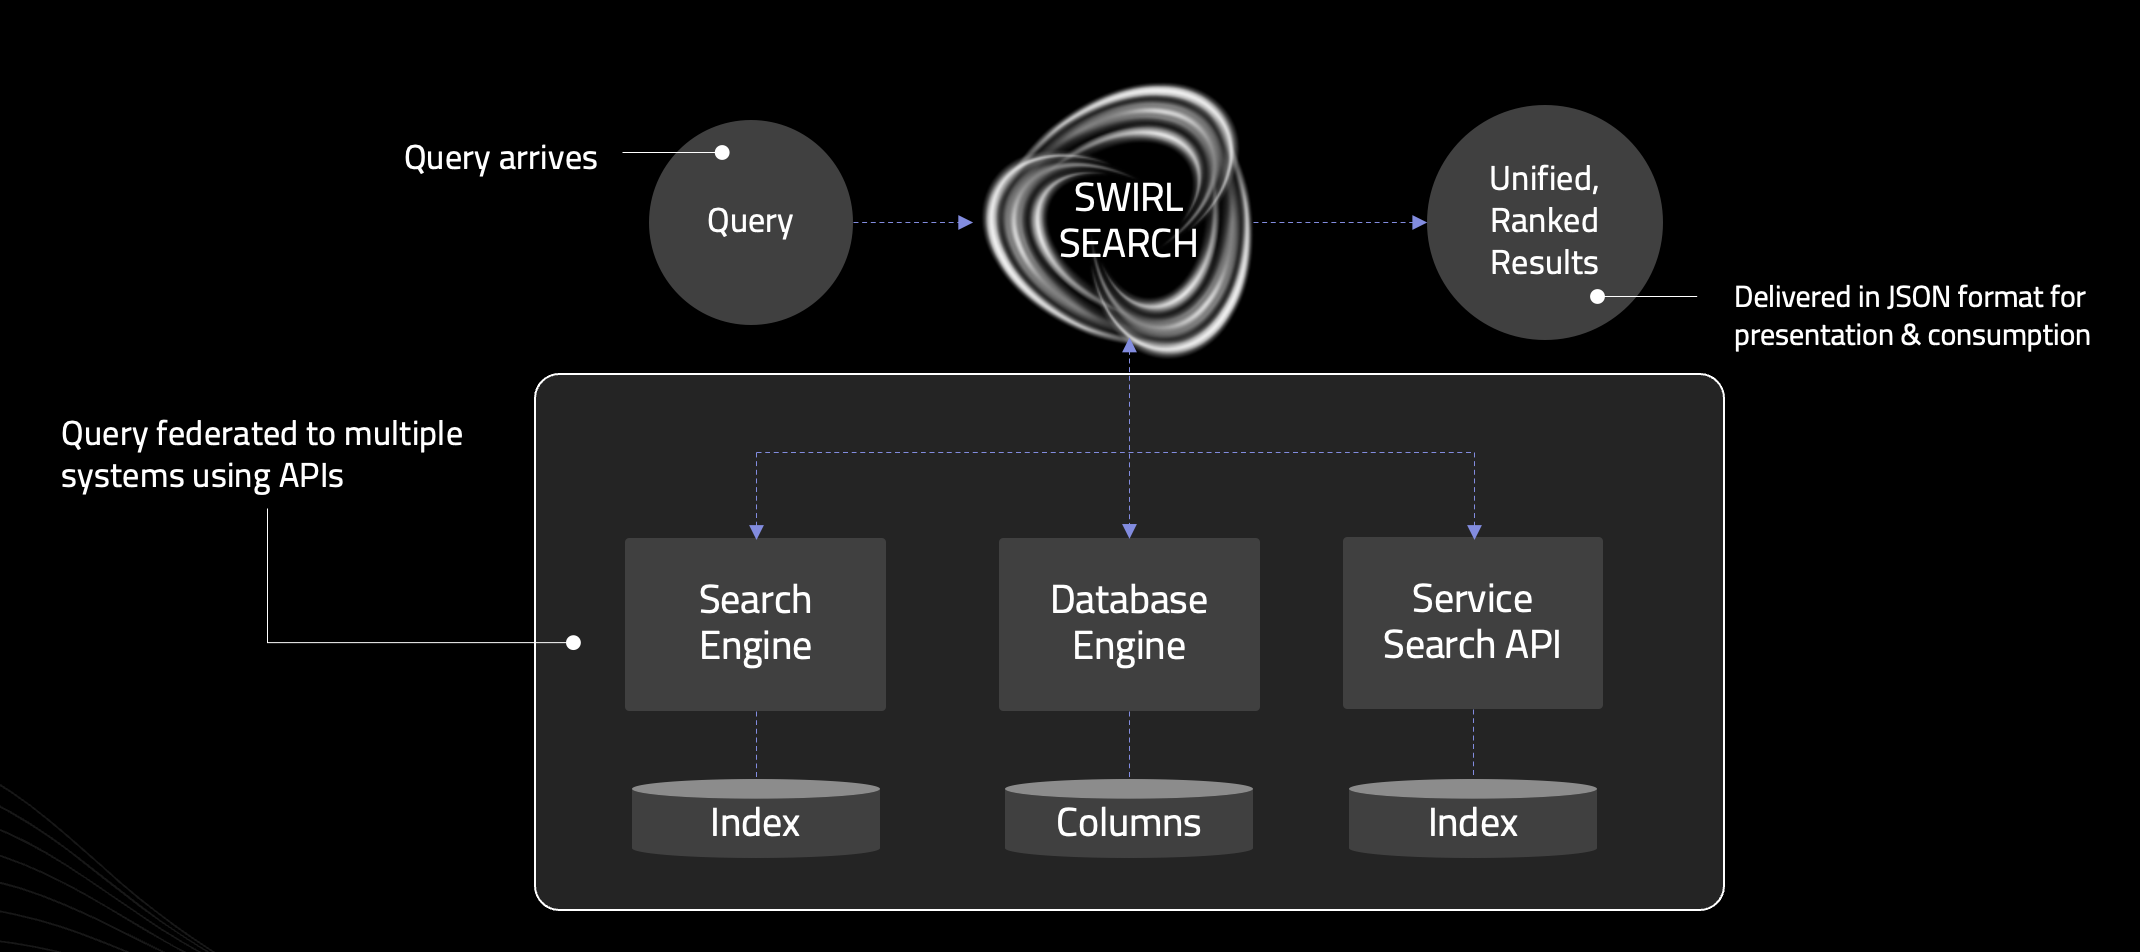 Query arrives
Query
SWIRL
SEARCH
Unified,
Ranked
Results
Delivered in JSON format for
presentation & consumption
Query federated to multiple
systems using APIs
Search
Engine
Database
Engine
Service
Search API
Index
Columns
Index